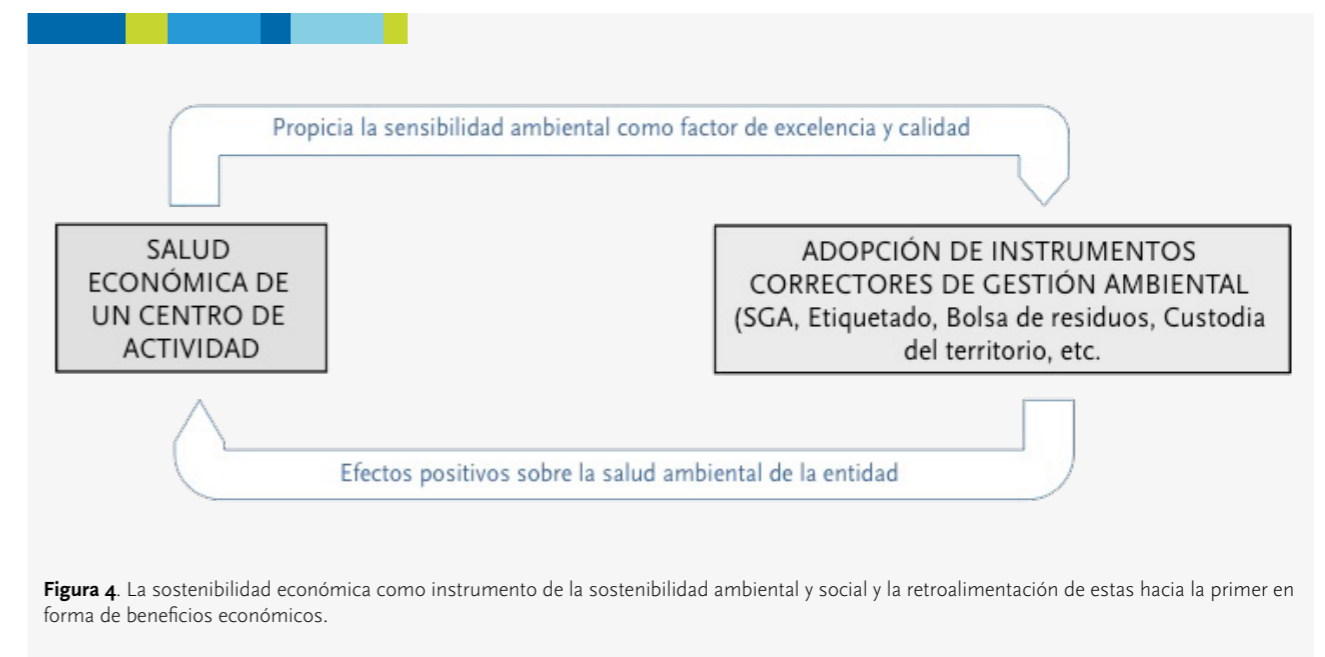 Propicia la sensibilidad ambiental como factor de excelencia y calidad
SALUD
ECONÓMICA DE
UN CENTRO DE
ACTIVIDAD
ADOPCIÓN DE INSTRUMENTOS
CORRECTORES DE GESTIÓN AMBIENTAL
(SGA, Etiquetado, Bolsa de residuos, Custodia
del territorio, etc.
Efectos positivos sobre la salud ambiental de la entidad
Figura 4. La sostenibilidad económica como instrumento de la sostenibilidad ambiental y social y la retroalimentación de estas hacia la primer en
forma de beneficios económicos.